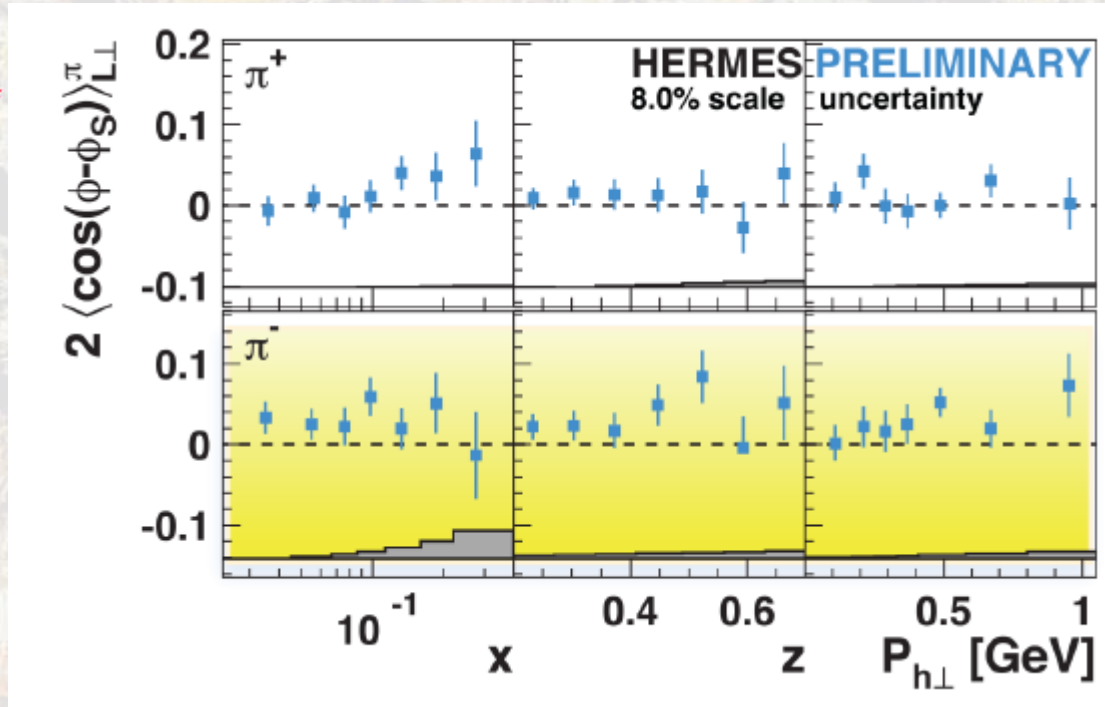 2 ⟨cos(ϕ-ϕS)⟩πL⊥
0.2
0.1
0
-0.1
π+
HERMES PRELIMINARY
8.0% scale uncertainty
0.1
0
-0.1
π-
10-1
0.4
0.6
0.5
1
x
z
Ph⊥ [GeV]